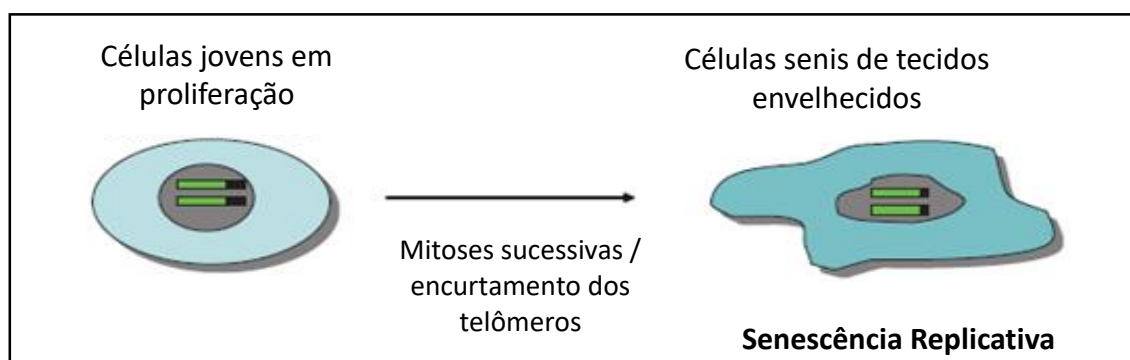 Células jovens em
proliferação
Células senis de tecidos
envelhecidos
Mitoses sucessivas /
encurtamento dos
telômeros
Senescência Replicativa